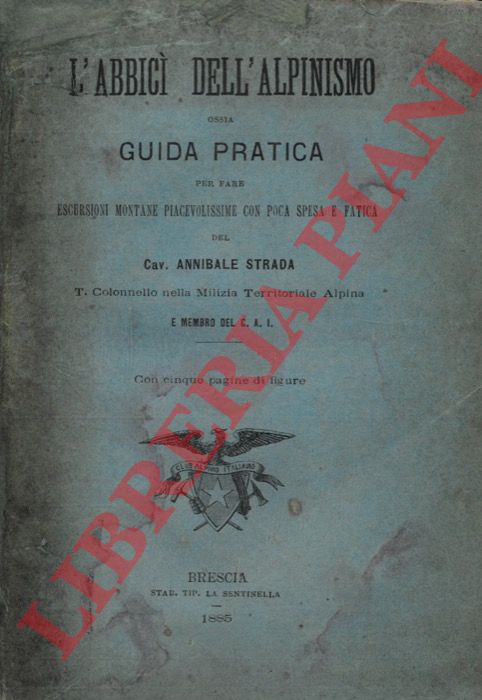 L'ABBICÌ DELL'ALPINISMO
OSSIA
GUIDA PRATICA
PER FARE
ESCURSIONI MONTANE PIACEVOLISSIME CON POCA SPESA E FATICA
DEL
Cav. ANNIBALE STRADA
T. Colonnello nella Milizia Territoriale Alpina
E MEMBRO DEL C. A. I.
Con cinque pagine di figure
CLUB ALPINO ITALIANO
BRESCIA
STAB. TIP. LA SENTINELLA
1885
LIBRERIA PIANI